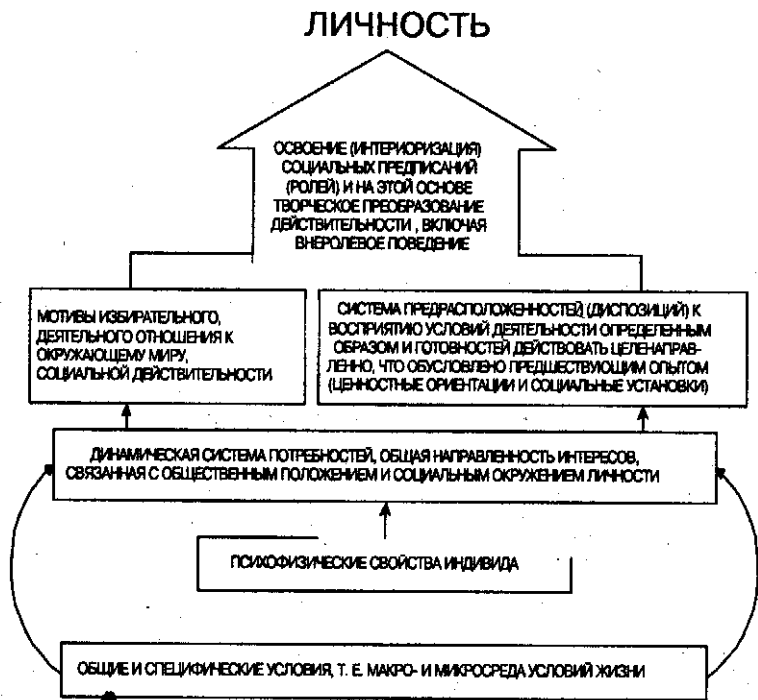 ЛИЧНОСТЬ
ОСВОЕНИЕ (ИНТЕРИОРИЗАЦИЯ)
СОЦИАЛЬНЫХ ПРЕДПИСАНИЙ
(РОЛЕЙ) И НА ЭТОЙ ОСНОВЕ
ТВОРЧЕСКОЕ ПРЕОБРАЗОВАНИЕ
ДЕЙСТВИТЕЛЬНОСТИ , ВКЛЮЧАЯ
ВНЕРОЛЕВОЕ ПОВЕДЕНИЕ
МОТИВЫ ИЗБИРАТЕЛЬНОГО,
ДЕЯТЕЛЬНОГО ОТНОШЕНИЯ К
ОКРУЖАЮЩЕМУ МИРУ,
СОЦИАЛЬНОЙ ДЕЙСТВИТЕЛЬНОСТИ
СИСТЕМА ПРЕДРАСПОЛОЖЕННОСТЕЙ (ДИСПОЗИЦИЙ) К
ВОСПРИЯТИЮ УСЛОВИЙ ДЕЯТЕЛЬНОСТИ ОПРЕДЕЛЕННЫМ
ОБРАЗОМ И ГОТОВНОСТЕЙ ДЕЙСТВОВАТЬ ЦЕЛЕНАПРАВ-
ЛЕННО, ЧТО ОБУСЛОВЛЕНО ПРЕДШЕСТВУЮЩИМ ОПЫТОМ
(ЦЕННОСТНЫЕ ОРИЕНТАЦИИ И СОЦИАЛЬНЫЕ УСТАНОВКИ)
ДИНАМИЧЕСКАЯ СИСТЕМА ПОТРЕБНОСТЕЙ, ОБЩАЯ НАПРАВЛЕННОСТЬ ИНТЕРЕСОВ,
СВЯЗАННАЯ С ОБЩЕСТВЕННЫМ ПОЛОЖЕНИЕМ И СОЦИАЛЬНЫМ ОКРУЖЕНИЕМ ЛИЧНОСТИ
ПСИХОФИЗИЧЕСКИЕ СВОЙСТВА ИНДИВИДА
ОБЩИЕ И СПЕЦИФИЧЕСКИЕ УСЛОВИЯ, Т. Е. МАКРО- И МИКРОСРЕДА УСЛОВИЙ ЖИЗНИ